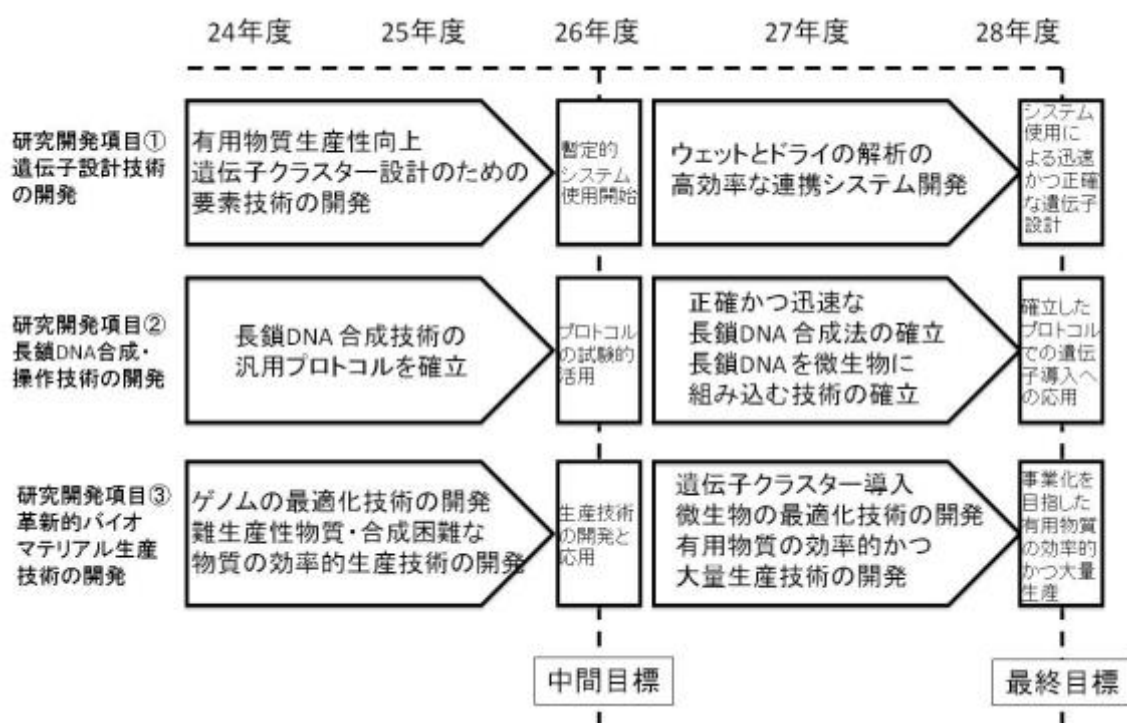 24年度
25年度
26年度
27年度
28年度
研究開発項目①
遺伝子設計技術
の開発
有用物質生産性向上
遺伝子クラスター設計のための
要素技術の開発
暫定的
システム
使用開始
ウェットとドライの解析の
高効率な連携システム開発
システム
使用に
よる迅速
かつ正確
な遺伝子
設計
研究開発項目②
長鎖DNA合成・
操作技術の開発
長鎖DNA合成技術の
汎用プロトコルを確立
プロトコル
の試験的
活用
正確かつ迅速な
長鎖DNA合成法の確立
長鎖DNAを微生物に
組み込む技術の確立
確立した
プロトコル
での遺伝
子導入へ
の応用
研究開発項目③
革新的バイオ
マテリアル生産
技術の開発
ゲノムの最適化技術の開発
難生産性物質・合成困難な
物質の効率的生産技術の開発
生産技術
の開発と
応用
遺伝子クラスター導入
微生物の最適化技術の開発
有用物質の効率的かつ
大量生産技術の開発
事業化を
目指した
有用物質
の効率的
かつ大量
生産
中間目標
最終目標